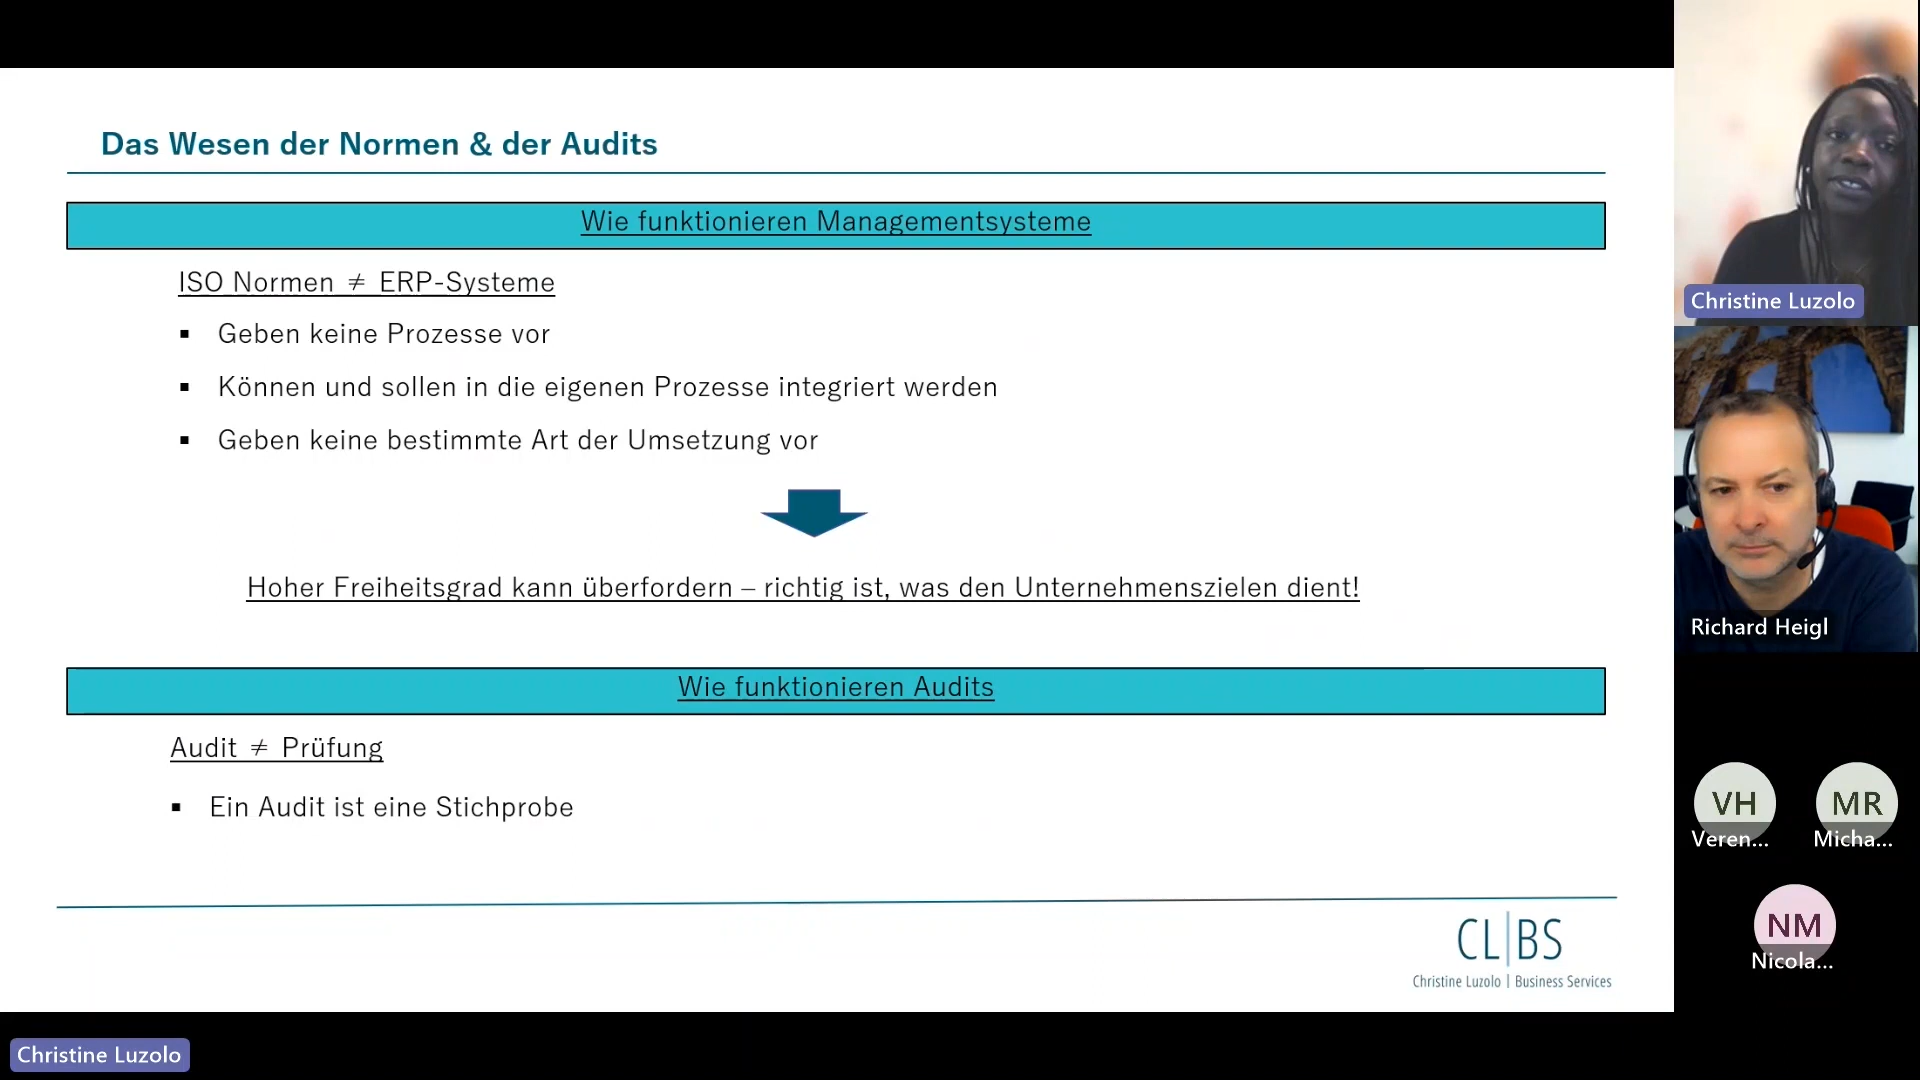 Das Wesen der Normen & der Audits
Wie funktionieren Managementsysteme
ISO Normen ≠ ERP-Systeme
▪ Geben keine Prozesse vor
▪ Können und sollen in die eigenen Prozesse integriert werden
▪ Geben keine bestimmte Art der Umsetzung vor
Hoher Freiheitsgrad kann überfordern – richtig ist, was den Unternehmenszielen dient!
Wie funktionieren Audits
Audit ≠ Prüfung
▪ Ein Audit ist eine Stichprobe
CL|BS
Christine Luzolo | Business Services
Christine Luzolo
Christine Luzolo
Richard Heigl
VH
Veren...
MR
Micha...
NM
Nicola...